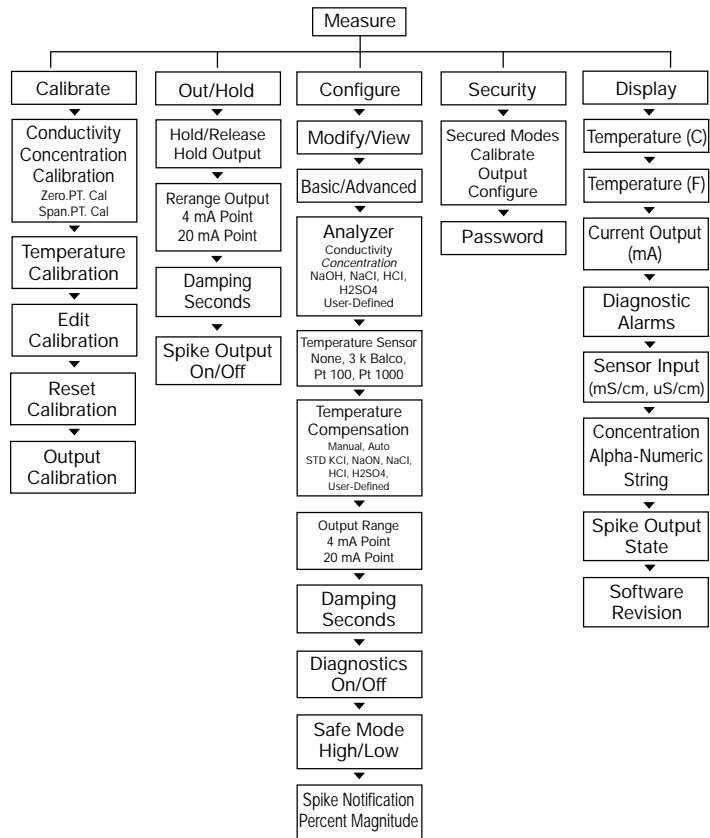 Measure
Calibrate
Conductivity
Concentration
Calibration
Zero.PT. Cal
Span.PT. Cal
Temperature
Calibration
Edit
Calibration
Reset
Calibration
Output
Calibration
Out/Hold
Hold/Release
Hold Output
Rerange Output
4 mA Point
20 mA Point
Damping
Seconds
Spike Output
On/Off
Configure
Modify/View
Basic/Advanced
Analyzer
Conductivity
Concentration
NaOH, NaCl, HCl,
H2SO4
User-Defined
Temperature Sensor
None, 3 k Balco,
Pt 100, Pt 1000
Temperature
Compensation
Manual, Auto
STD KCl, NaON, NaCl,
HCl, H2SO4,
User-Defined
Output Range
4 mA Point
20 mA Point
Damping
Seconds
Diagnostics
On/Off
Safe Mode
High/Low
Spike Notification
Percent Magnitude
Security
Secured Modes
Calibrate
Output
Configure
Password
Display
Temperature (C)
Temperature (F)
Current Output
(mA)
Diagnostic
Alarms
Sensor Input
(mS/cm, uS/cm)
Concentration
Alpha-Numeric
String
Spike Output
State
Software
Revision